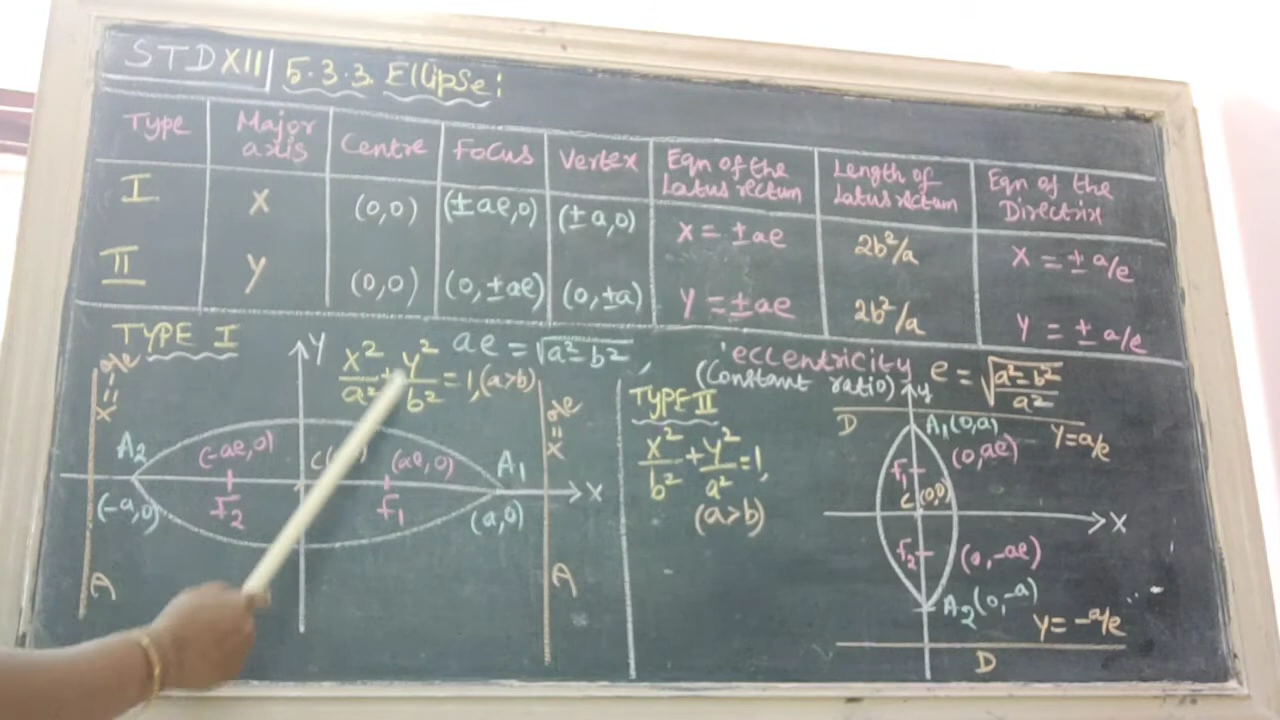 STD XII 5.3.3. Ellipse:
Type Major axis Centre Focus Vertex Eqn of the Latus rectum Length of Latus rectum Eqn of the Directrix
I X (0,0) (±ae,0) (±a,0) X = ±ae 2b²/a X = ± a/e
II Y (0,0) (0,±ae) (0,±a) Y = ±ae 2b²/a Y = ± a/e
TYPE I
x²/a² + y²/b² = 1, (a>b)
ae = √a²-b²,
'eccentricity e = √(a²-b²)/a²
(Constant ratio)
Y
A₂ (-ae,0) (ae,0) A₁
X
(-a,0) F₂ F₁ (a,0)
A A
TYPE II
x²/b² + y²/a² = 1,
(a>b)
y
D A₁(0,a) Y=a/e
F₁ (0,ae)
C (0,0)
X
F₂ (0,-ae)
A₂(0,-a)
Y= -a/e
D